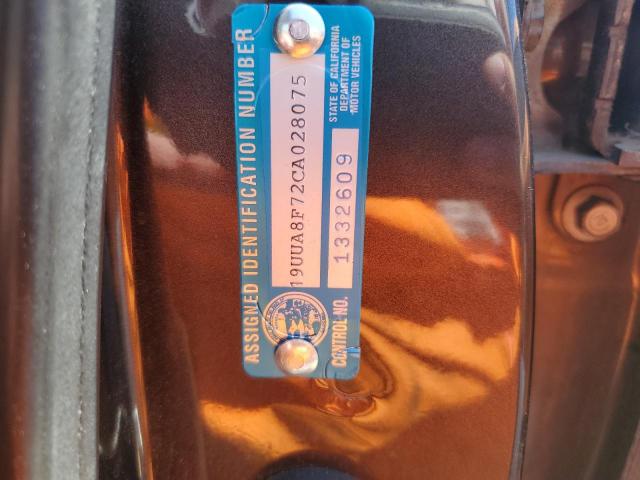 ASSIGNED IDENTIFICATION NUMBER
19UUA8F72CA028075
STATE OF CALIFORNIA
DEPARTMENT OF
MOTOR VEHICLES
CONTROL NO.
1332609